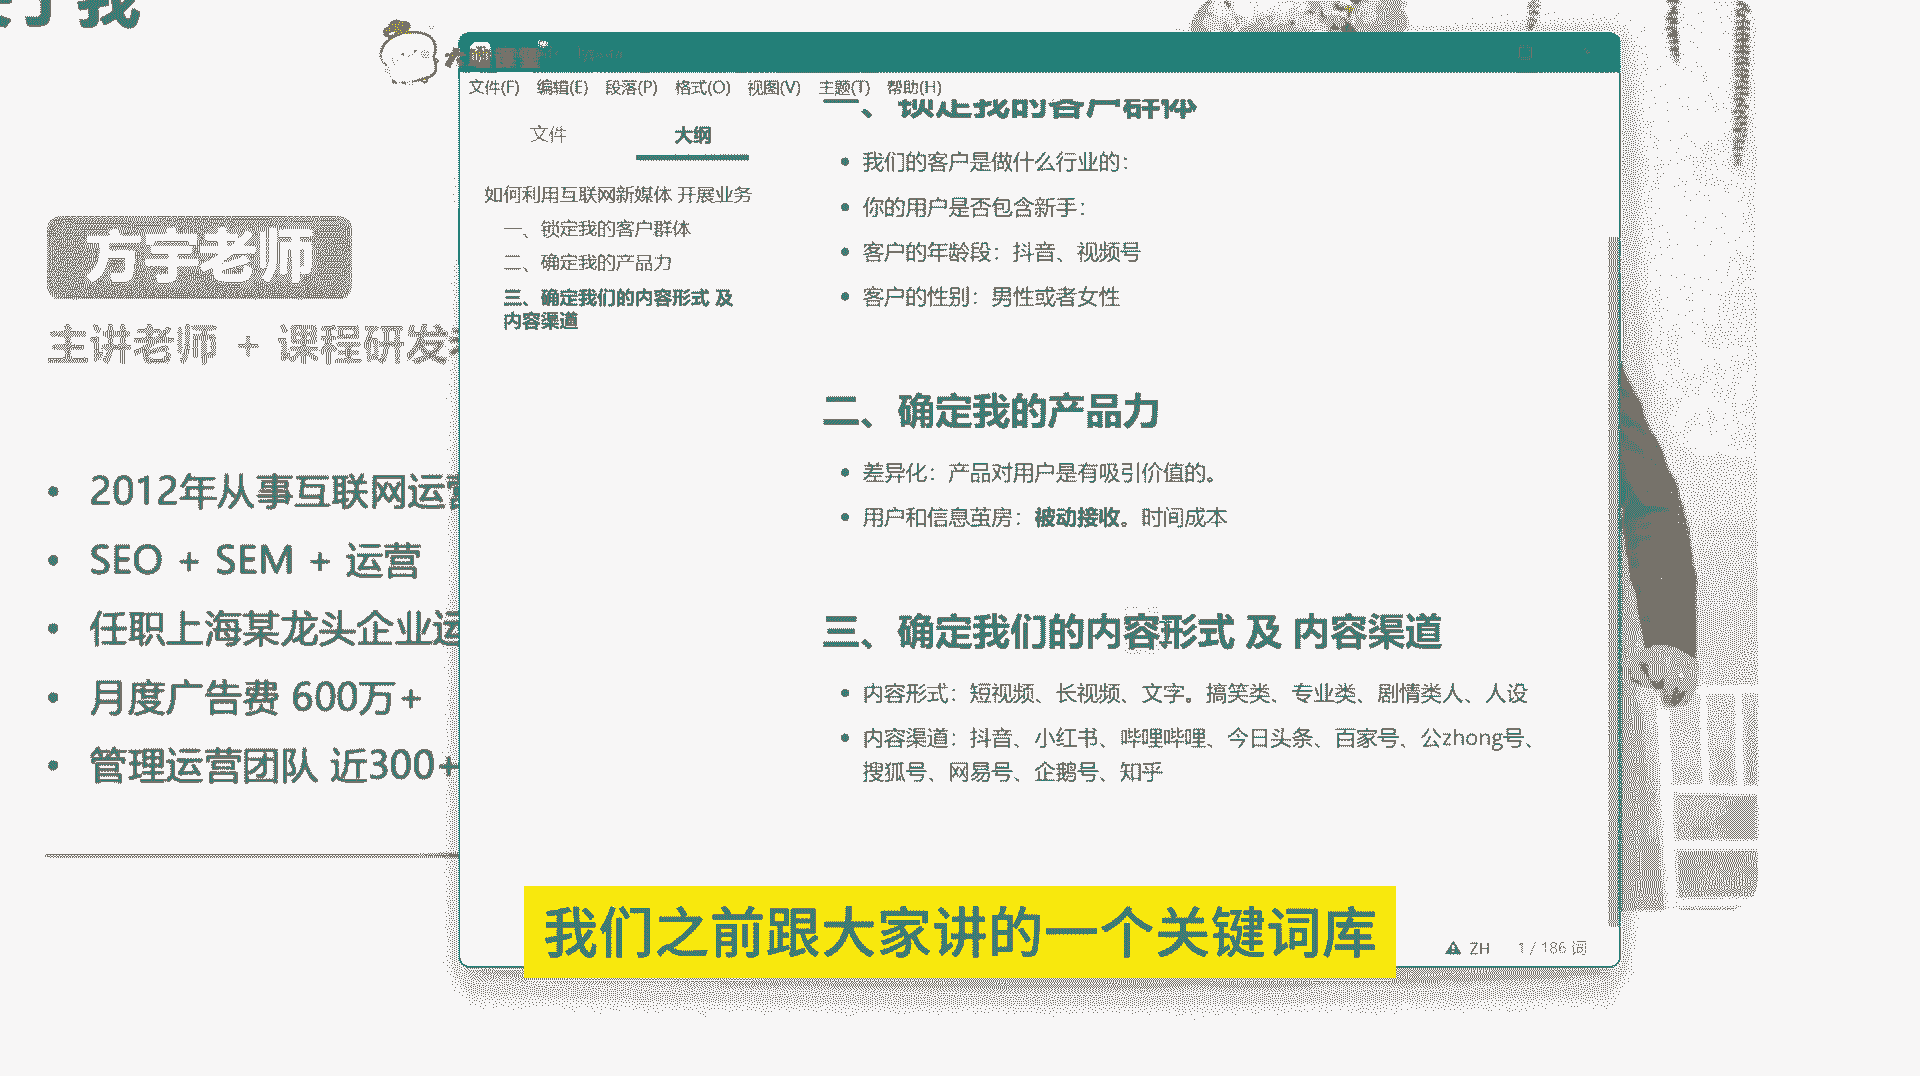 了我
方宇老师
主讲老师 + 课程研发
2012年从事互联网运营
SEO + SEM + 运营
任职上海某龙头企业运
月度广告费 600万+
管理运营团队 近300+
文件(F) 编辑(E) 段落(P) 格式(O) 视图(V) 主题(T) 帮助(H)
文件 大纲
如何利用互联网新媒体 开展业务
一、锁定我的客户群体
二、确定我的产品力
三、确定我们的内容形式 及
内容渠道
一、锁定我的客户群体
我们的客户是做什么行业的：
你的用户是否包含新手：
客户的年龄段：抖音、视频号
客户的性别：男性或者女性
二、确定我的产品力
差异化：产品对用户是有吸引价值的。
用户和信息茧房：被动接收。时间成本
三、确定我们的内容形式 及 内容渠道
内容形式：短视频、长视频、文字。搞笑类、专业类、剧情类人、人设
内容渠道：抖音、小红书、哔哩哔哩、今日头条、百家号、公zhong号、
搜狐号、网易号、企鹅号、知乎
ZH 1 / 186 词
我们之前跟大家讲的一个关键词库